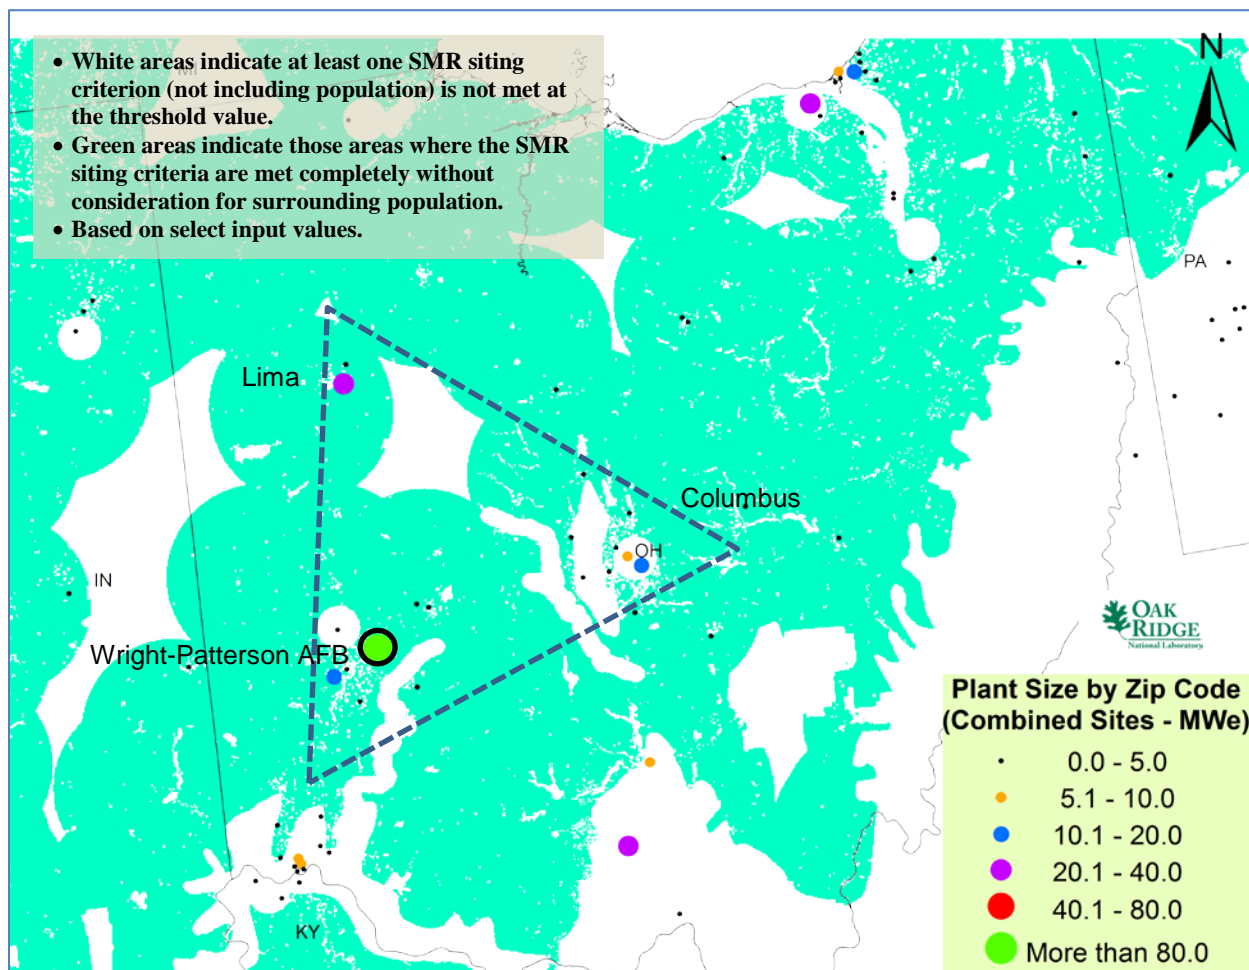 • White areas indicate at least one SMR siting
criterion (not including population) is not met at
the threshold value.
• Green areas indicate those areas where the SMR
siting criteria are met completely without
consideration for surrounding population.
• Based on select input values.
MI
N
PA
Lima
Columbus
OH
IN
Wright-Patterson AFB
OAK
RIDGE
National Laboratory
KY
Plant Size by Zip Code
(Combined Sites - MWe)
0.0 - 5.0
5.1 - 10.0
10.1 - 20.0
20.1 - 40.0
40.1 - 80.0
More than 80.0